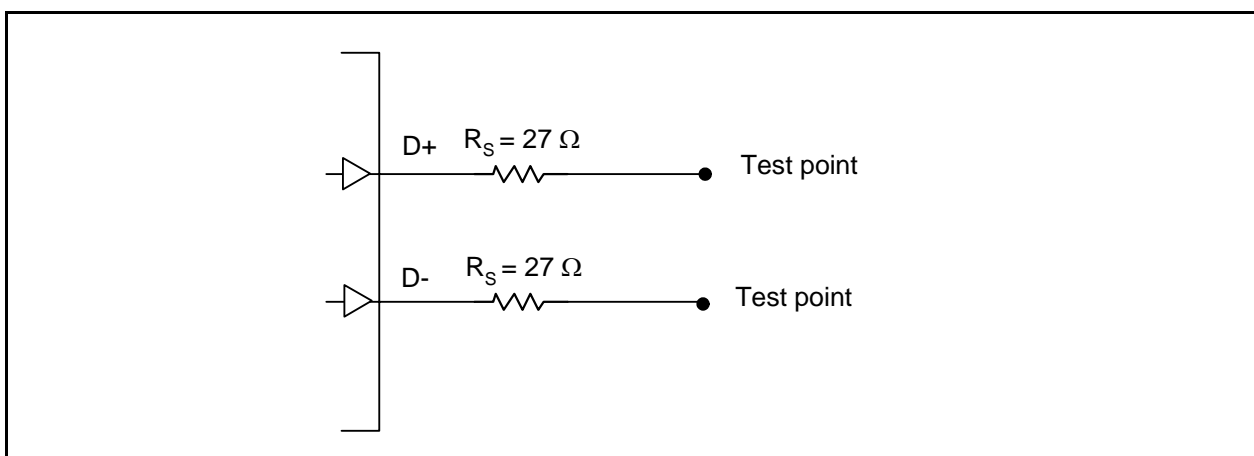 D+ R_S = 27 Ω
Test point
D- R_S = 27 Ω
Test point